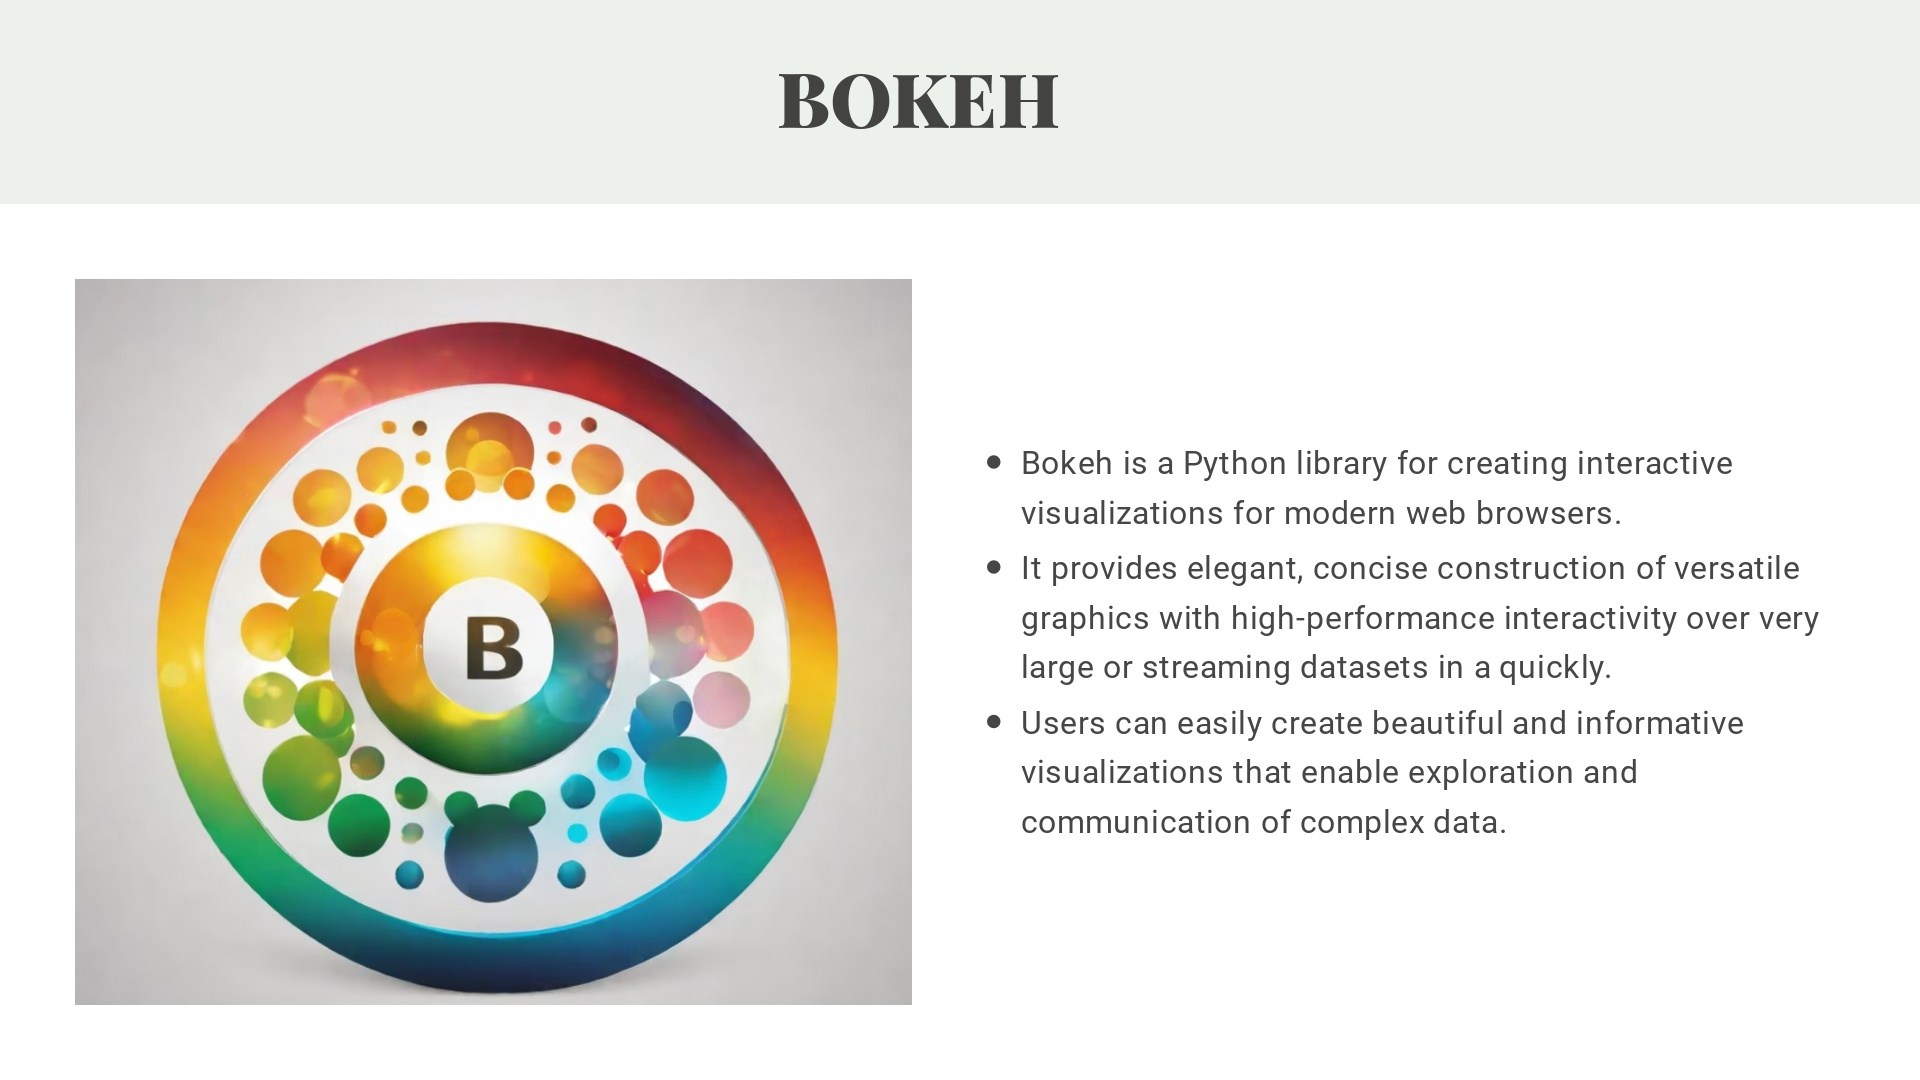 BOKEH
B
• Bokeh is a Python library for creating interactive
visualizations for modern web browsers.
• It provides elegant, concise construction of versatile
graphics with high-performance interactivity over very
large or streaming datasets in a quickly.
• Users can easily create beautiful and informative
visualizations that enable exploration and
communication of complex data.